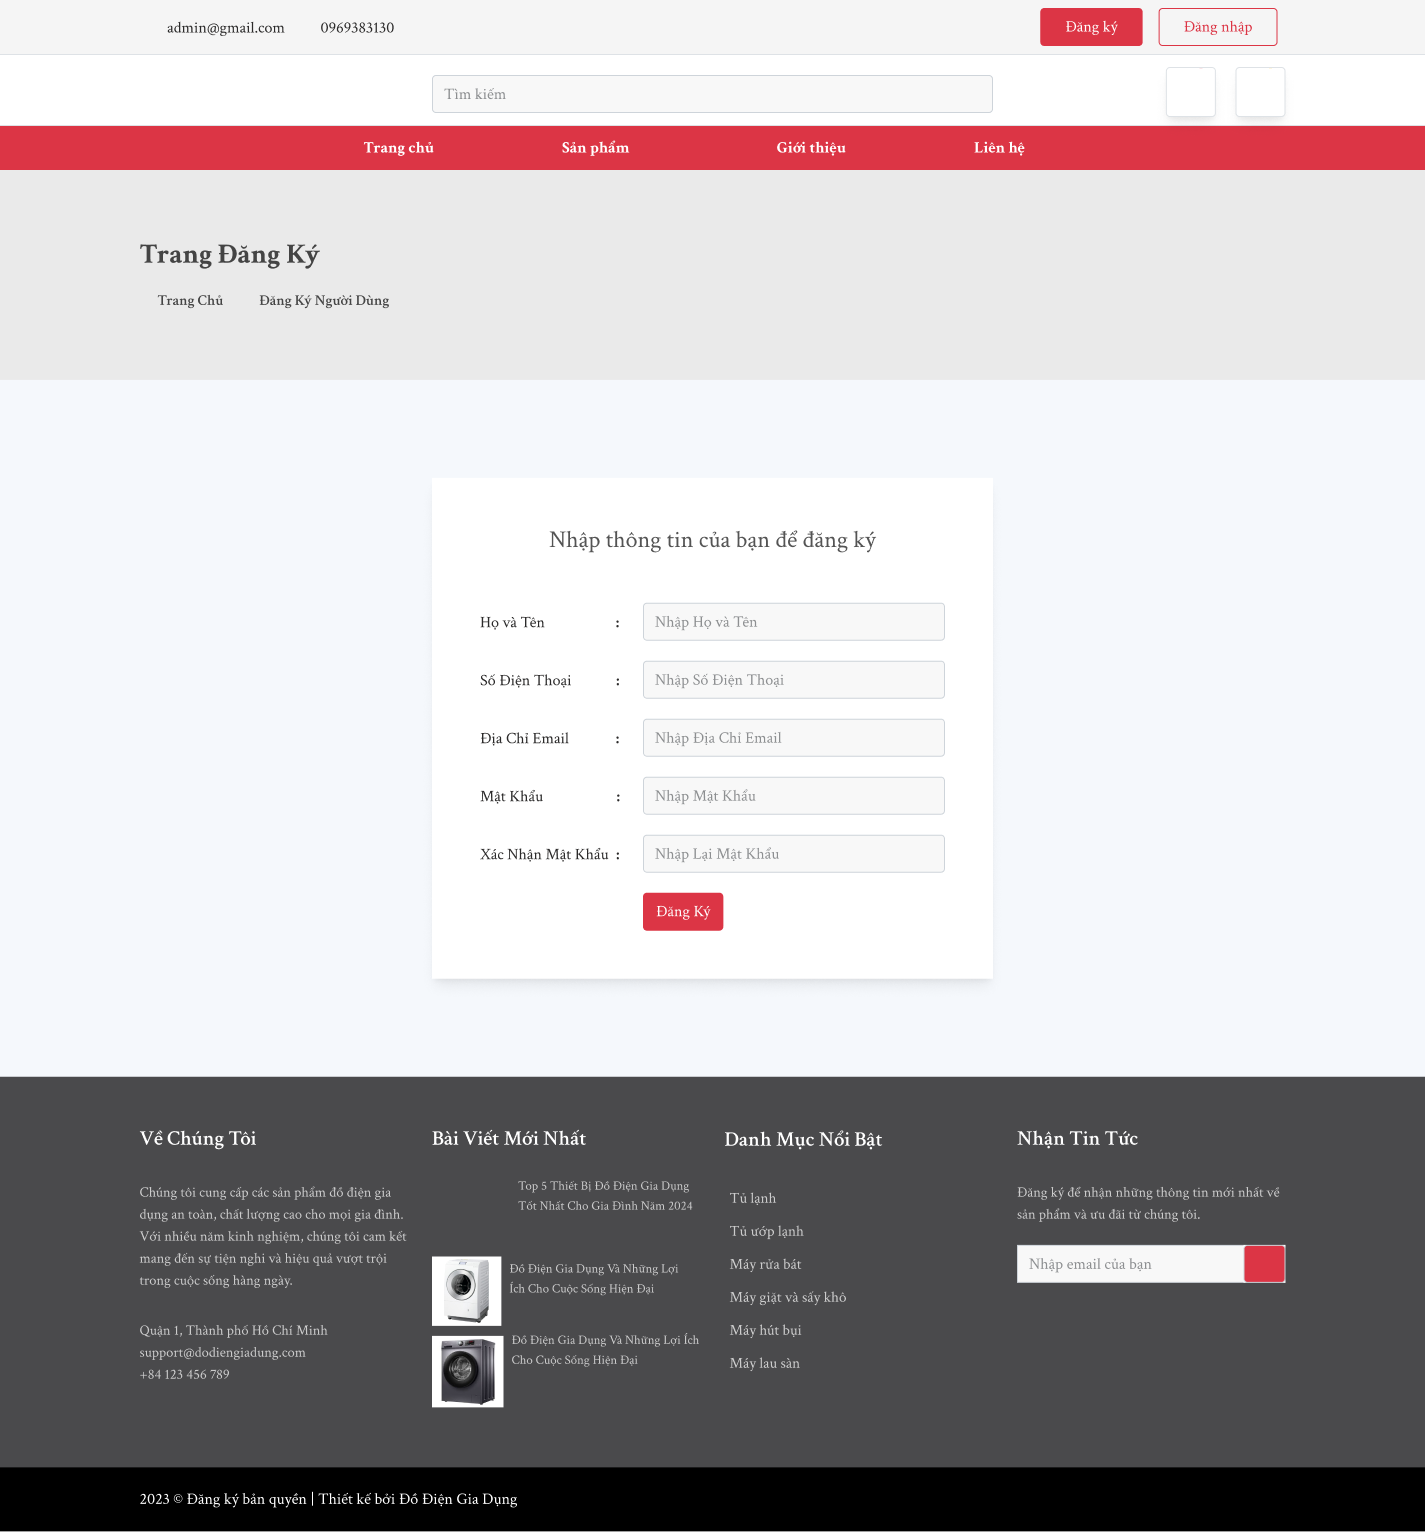 admin@gmail.com 0969383130 Đăng ký Đăng nhập
Tìm kiếm
Trang chủ Sản phẩm Giới thiệu Liên hệ
Trang Đăng Ký
Trang Chủ Đăng Ký Người Dùng
Nhập thông tin của bạn để đăng ký
Họ và Tên : Nhập Họ và Tên
Số Điện Thoại : Nhập Số Điện Thoại
Địa Chỉ Email : Nhập Địa Chỉ Email
Mật Khẩu : Nhập Mật Khẩu
Xác Nhận Mật Khẩu : Nhập Lại Mật Khẩu
Đăng Ký
Về Chúng Tôi
Chúng tôi cung cấp các sản phẩm đồ điện gia
dụng an toàn, chất lượng cao cho mọi gia đình.
Với nhiều năm kinh nghiệm, chúng tôi cam kết
mang đến sự tiện nghi và hiệu quả vượt trội
trong cuộc sống hàng ngày.
Quận 1, Thành phố Hồ Chí Minh
support@dodiengiadung.com
+84 123 456 789
Bài Viết Mới Nhất
Top 5 Thiết Bị Đồ Điện Gia Dụng
Tốt Nhất Cho Gia Đình Năm 2024
Đồ Điện Gia Dụng Và Những Lợi
Ích Cho Cuộc Sống Hiện Đại
Đồ Điện Gia Dụng Và Những Lợi Ích
Cho Cuộc Sống Hiện Đại
Danh Mục Nổi Bật
Tủ lạnh
Tủ ướp lạnh
Máy rửa bát
Máy giặt và sấy khô
Máy hút bụi
Máy lau sàn
Nhận Tin Tức
Đăng ký để nhận những thông tin mới nhất về
sản phẩm và ưu đãi từ chúng tôi.
Nhập email của bạn
2023 © Đăng ký bản quyền | Thiết kế bởi Đồ Điện Gia Dụng